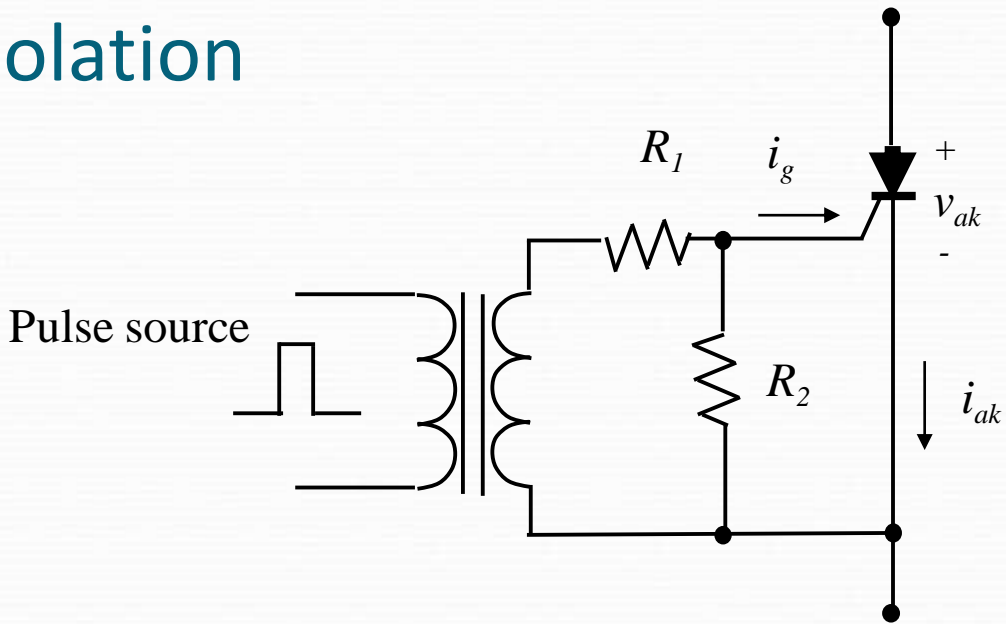 olation
R1
ig
+
vak
-
Pulse source
R2
iak